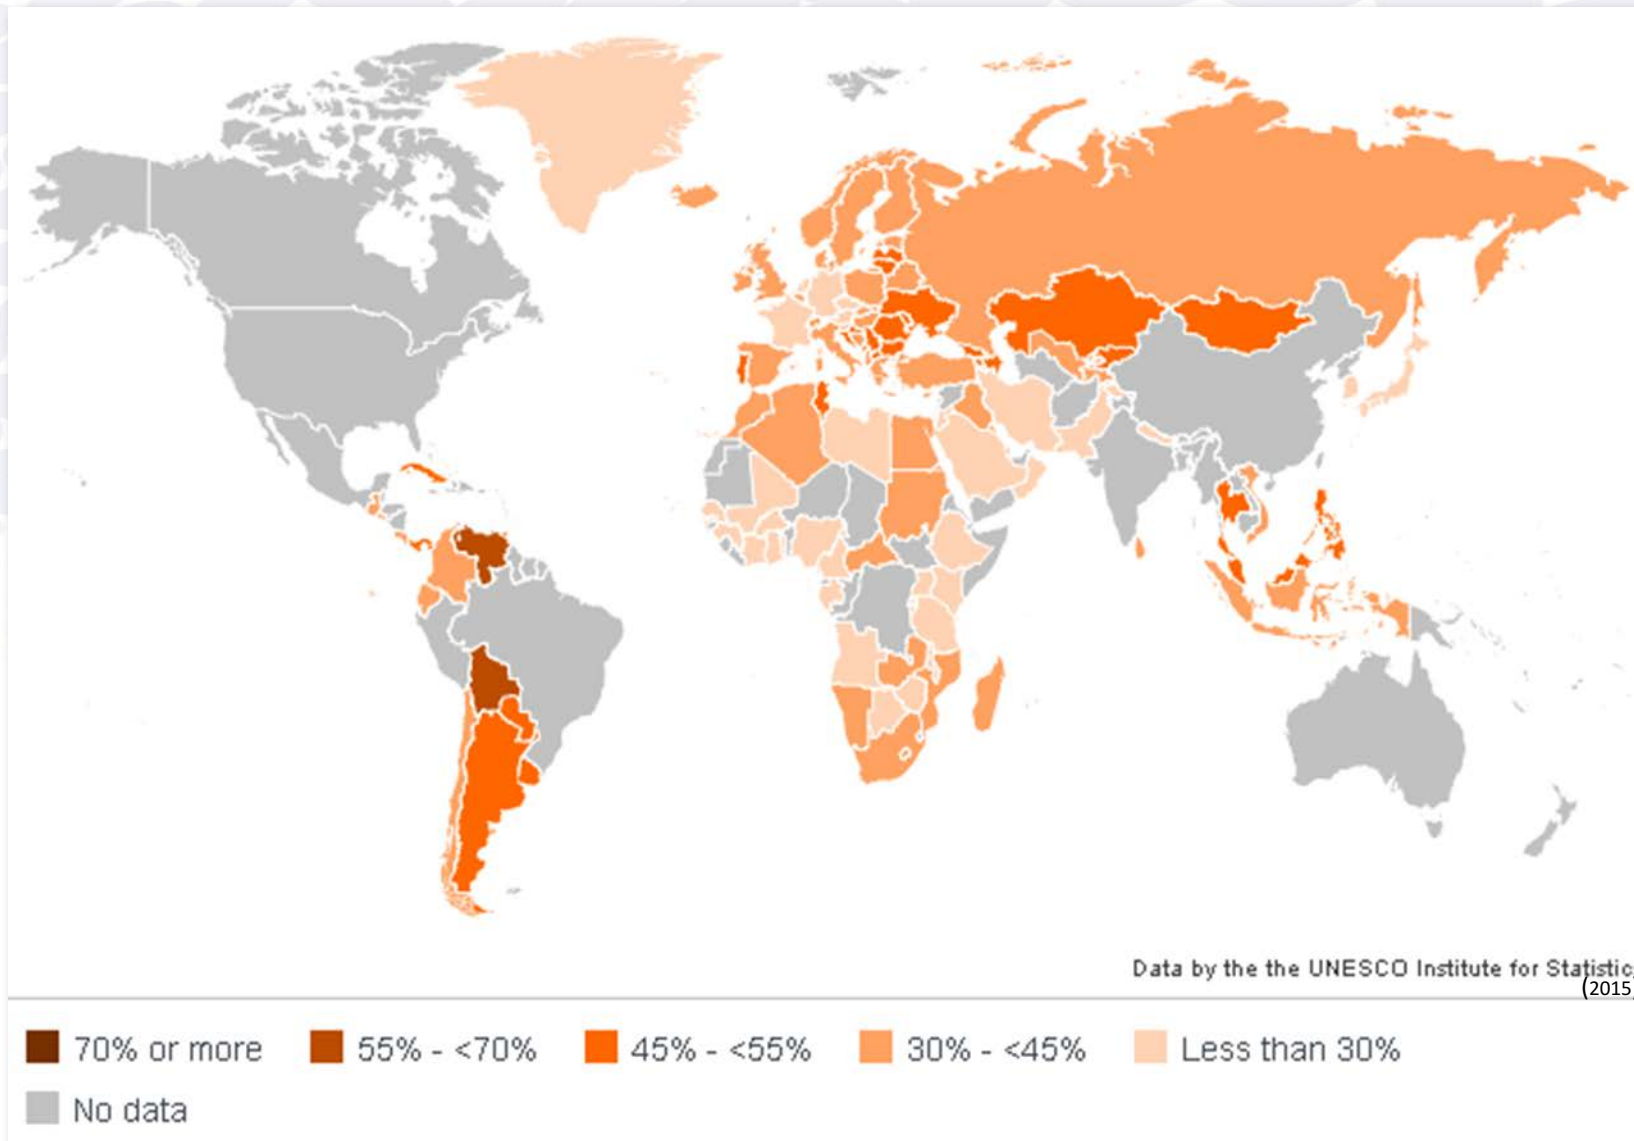 Data by the the UNESCO Institute for Statistic
(2015)
70% or more
55% - <70%
45% - <55%
30% - <45%
Less than 30%
No data